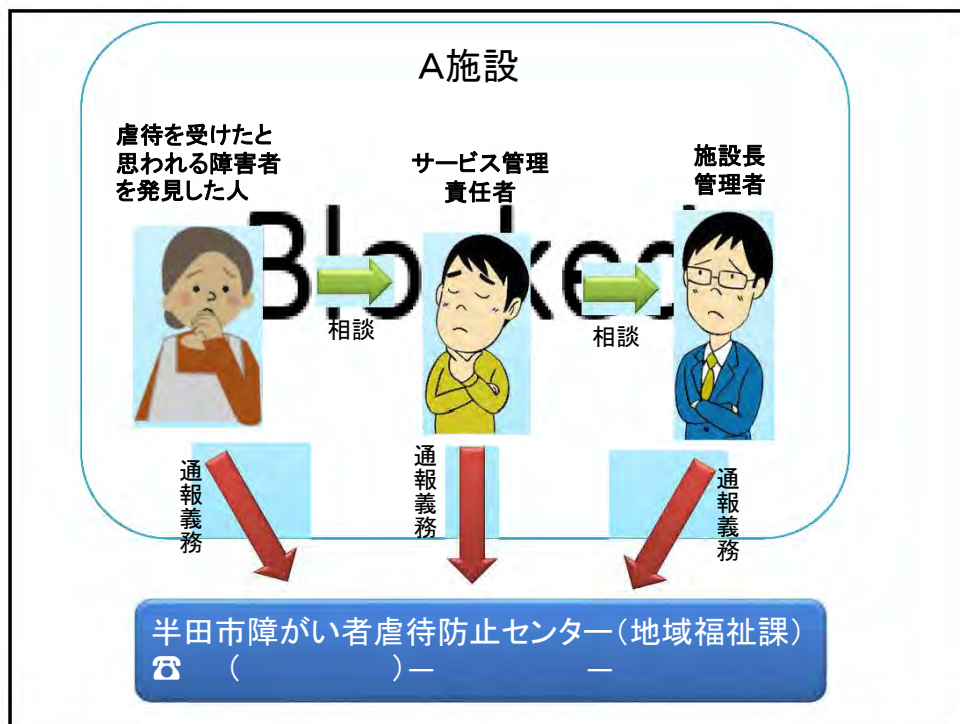 A施設
虐待を受けたと
思われる障害者
を発見した人
サービス管理
責任者
施設長
管理者
Blocked
相談
相談
通報義務
通報義務
通報義務
半田市障がい者虐待防止センター(地域福祉課)
☎ ( )― ―